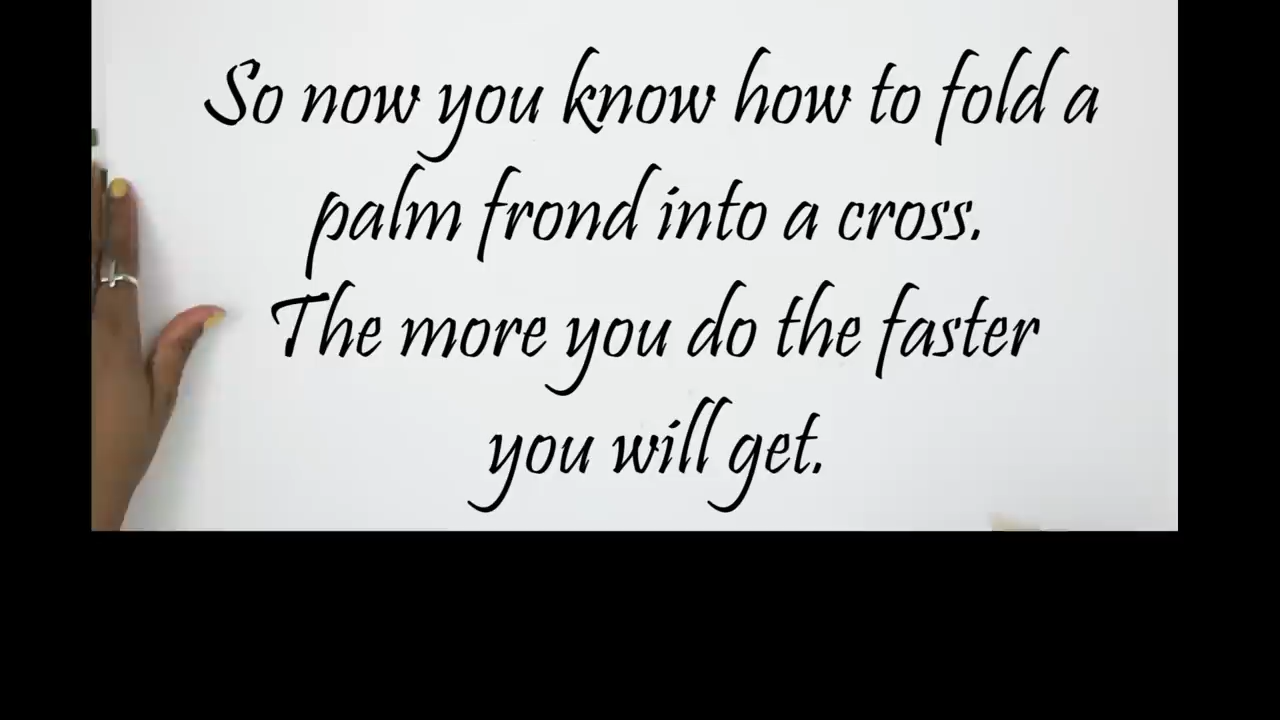 So now you know how to fold a
palm frond into a cross.
The more you do the faster
you will get.